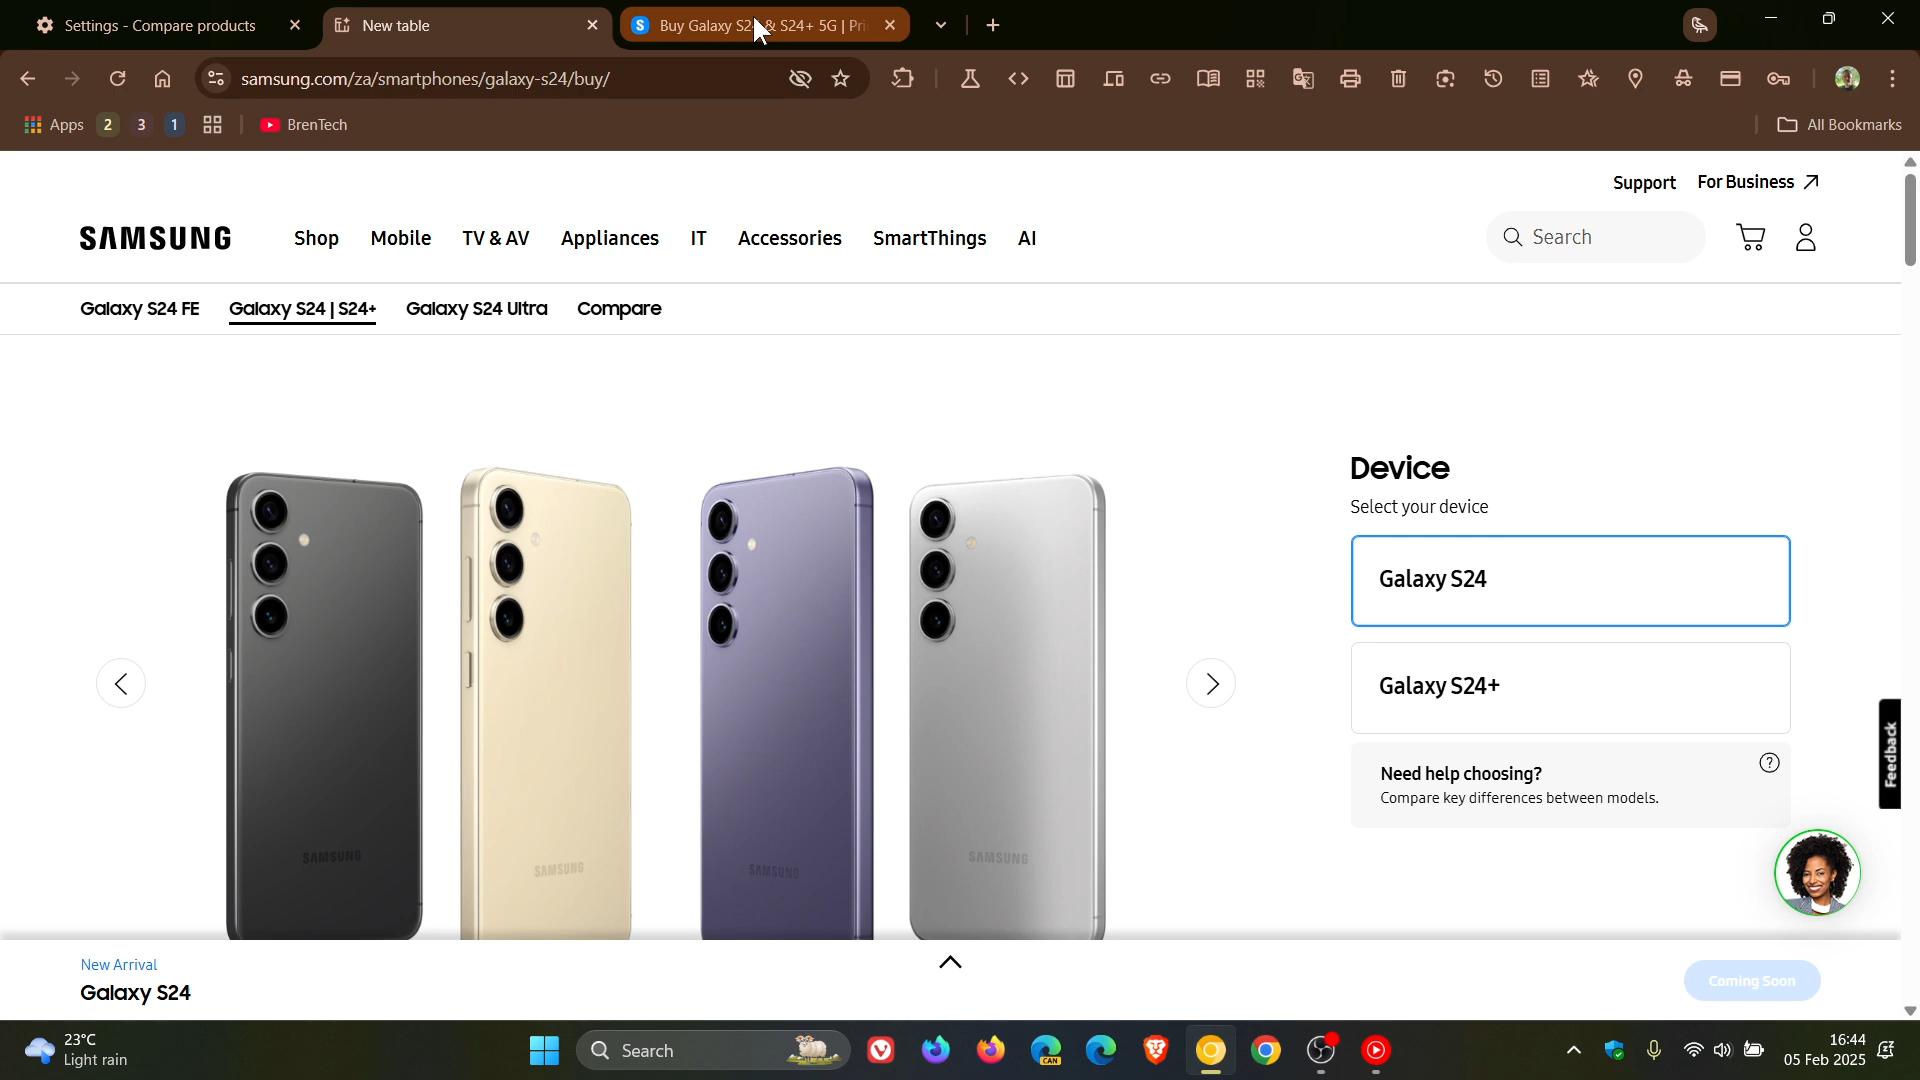 Settings - Compare products
New table
Buy Galaxy S24 & S24+ 5G | Pri
samsung.com/za/smartphones/galaxy-s24/buy/
Apps 2 3 1 BrenTech All Bookmarks
Support For Business
SAMSUNG Shop Mobile TV & AV Appliances IT Accessories SmartThings AI Search
Galaxy S24 FE Galaxy S24 | S24+ Galaxy S24 Ultra Compare
Device
Select your device
Galaxy S24
Galaxy S24+
Need help choosing? ?
Compare key differences between models.
Feedback
SAMSUNG SAMSUNG SAMSUNG SAMSUNG
New Arrival
Galaxy S24
Coming Soon
23°C
Light rain
Search
CAN
16:44
05 Feb 2025